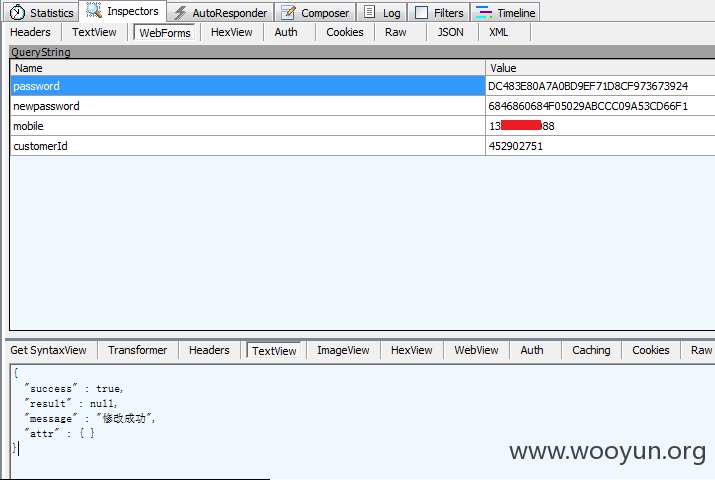 Statistics Inspectors AutoResponder Composer Log Filters Timeline
Headers TextView WebForms HexView Auth Cookies Raw JSON XML
QueryString
Name Value
password DC483E80A7A0BD9EF71D8CF973673924
newpassword 6846860684F05029ABCCC09A53CD66F1
mobile 13 88
customerId 452902751
Get SyntaxView Transformer Headers TextView ImageView HexView WebView Auth Caching Cookies Raw
{
"success" : true,
"result" : null,
"message" : "修改成功",
"attr" : { }
}
www.wooyun.org